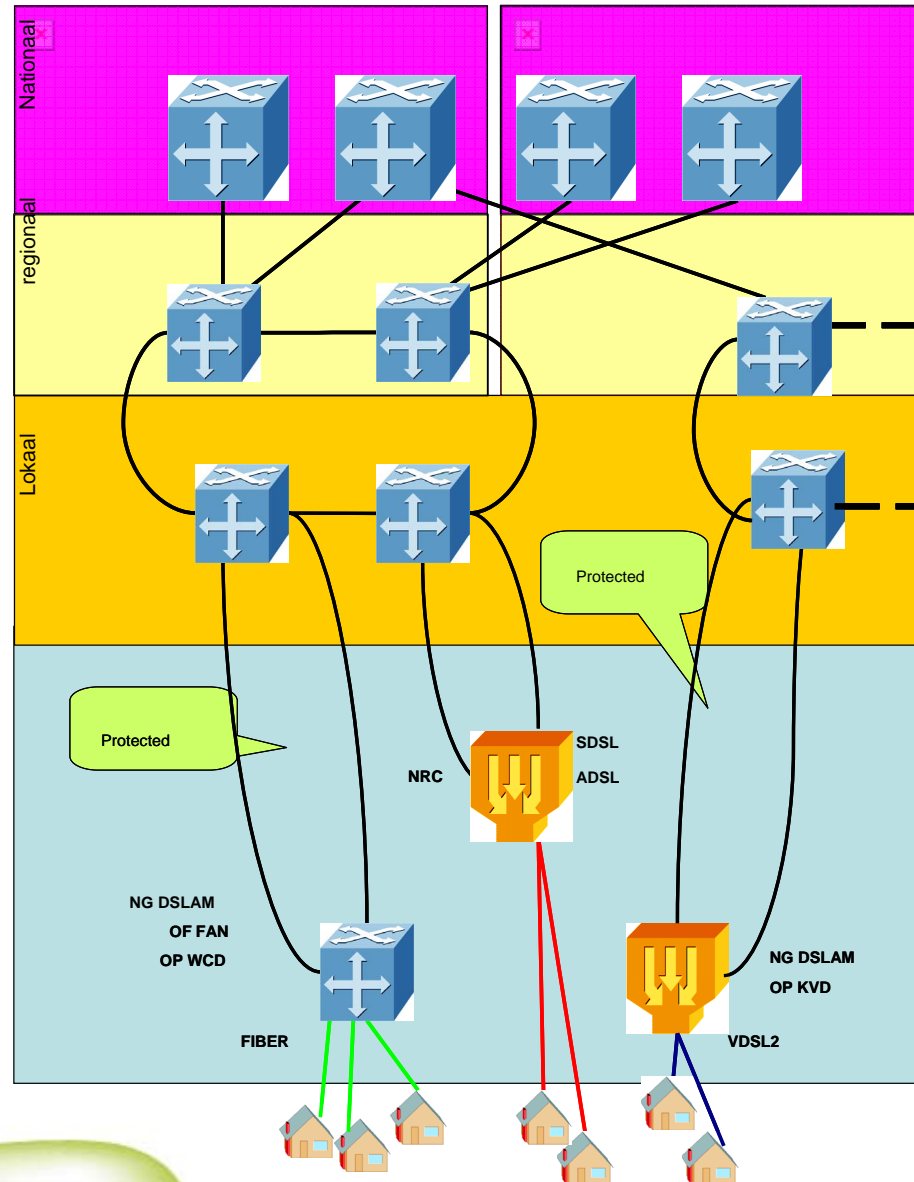 Nationaal
regionaal
Lokaal
Protected
Protected
SDSL
NRC
ADSL
NG DSLAM
OF FAN
OP WCD
NG DSLAM
OP KVD
FIBER
VDSL2